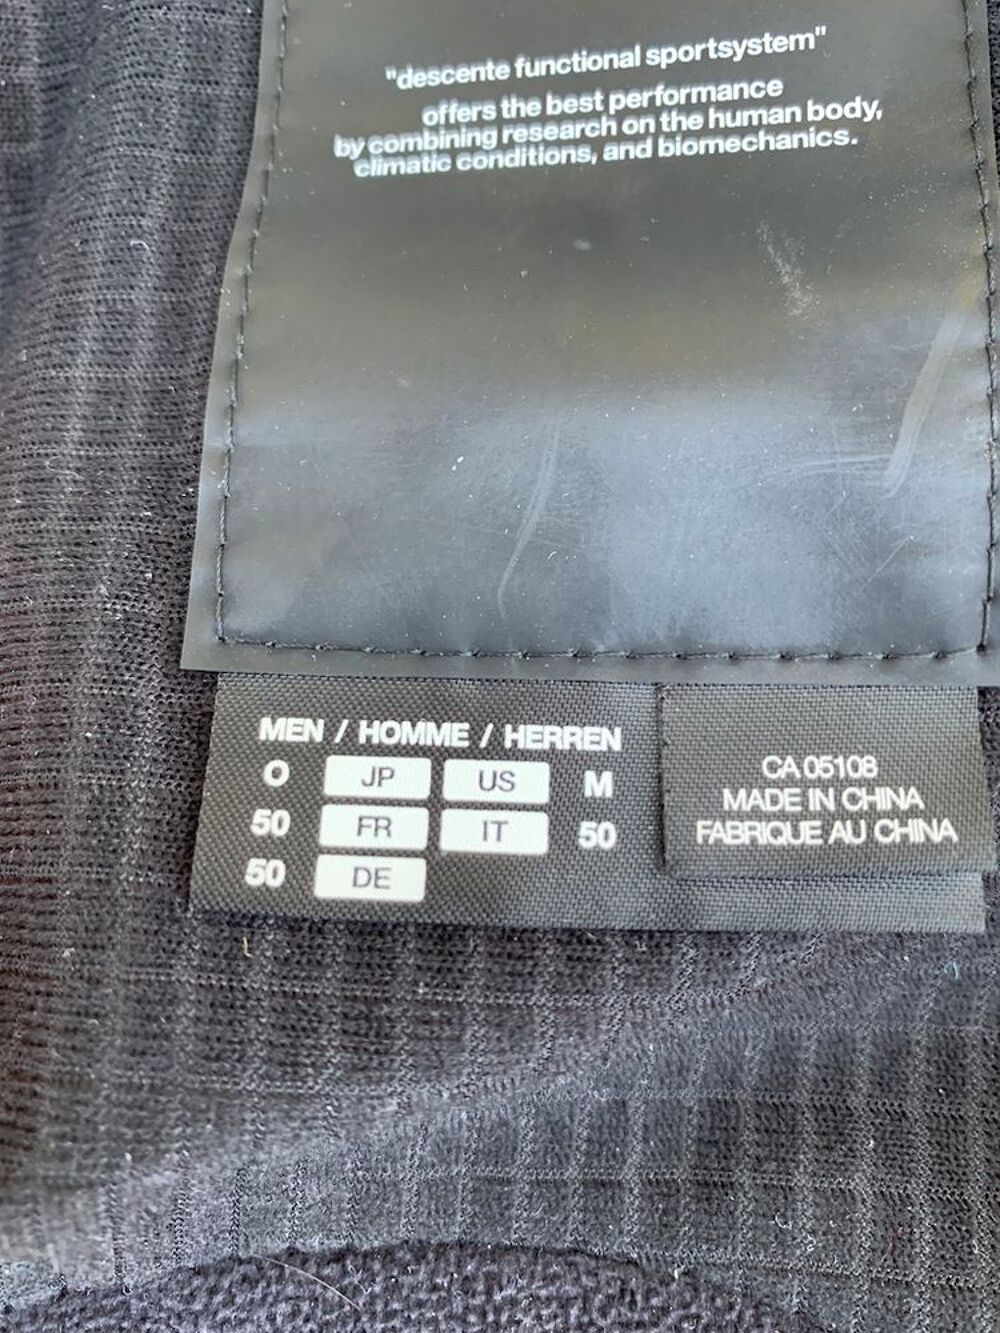 "descente functional sportsystem"
offers the best performance
by combining research on the human body,
climatic conditions, and biomechanics.
MEN / HOMME / HERREN
O JP US M
50 FR IT 50
50 DE
CA 05108
MADE IN CHINA
FABRIQUE AU CHINA